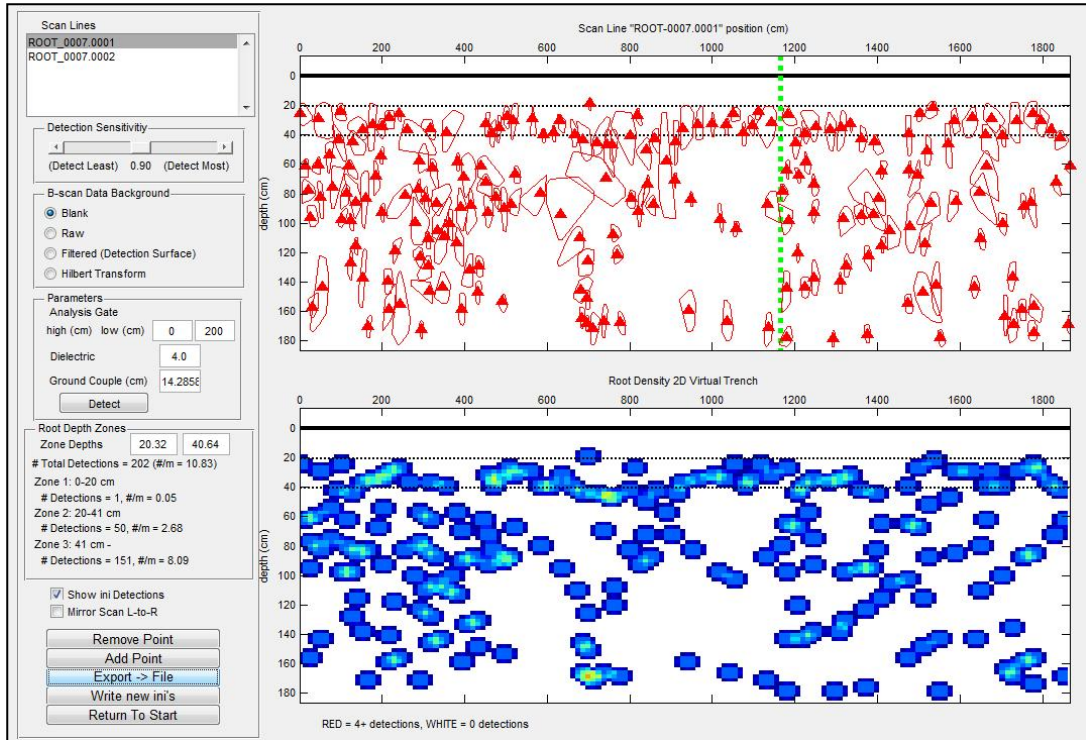 Scan Lines
ROOT_0007.0001
ROOT_0007.0002
Detection Sensitivitiy
(Detect Least) 0.90 (Detect Most)
B-scan Data Background
Blank
Raw
Filtered (Detection Surface)
Hilbert Transform
Parameters
Analysis Gate
high (cm) low (cm) 0 200
Dielectric 4.0
Ground Couple (cm) 14.2858
Detect
Root Depth Zones
Zone Depths 20.32 40.64
# Total Detections = 202 (#/m = 10.83)
Zone 1: 0-20 cm
# Detections = 1, #/m = 0.05
Zone 2: 20-41 cm
# Detections = 50, #/m = 2.68
Zone 3: 41 cm -
# Detections = 151, #/m = 8.09
Show ini Detections
Mirror Scan L-to-R
Remove Point
Add Point
Export -> File
Write new ini's
Return To Start
Scan Line "ROOT-0007.0001" position (cm)
0 200 400 600 800 1000 1200 1400 1600 1800
0
20
40
60
80
100
120
140
160
180
depth (cm)
Root Density 2D Virtual Trench
0 200 400 600 800 1000 1200 1400 1600 1800
0
20
40
60
80
100
120
140
160
180
depth (cm)
RED = 4+ detections, WHITE = 0 detections